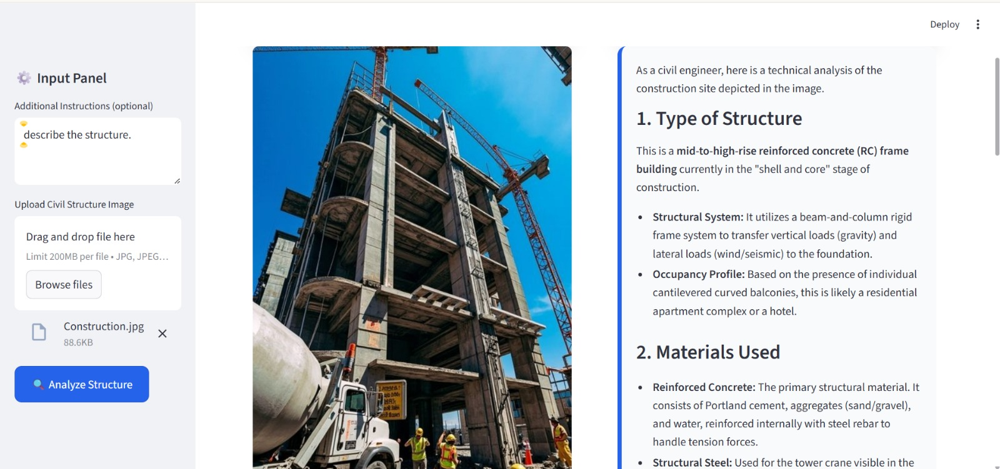 Deploy
Input Panel
Additional Instructions (optional)
describe the structure.
Upload Civil Structure Image
Drag and drop file here
Limit 200MB per file • JPG, JPEG...
Browse files
Construction.jpg
88.6KB
Analyze Structure
As a civil engineer, here is a technical analysis of the
construction site depicted in the image.
1. Type of Structure
This is a mid-to-high-rise reinforced concrete (RC) frame
building currently in the "shell and core" stage of
construction.
• Structural System: It utilizes a beam-and-column rigid
frame system to transfer vertical loads (gravity) and
lateral loads (wind/seismic) to the foundation.
• Occupancy Profile: Based on the presence of individual
cantilevered curved balconies, this is likely a residential
apartment complex or a hotel.
2. Materials Used
• Reinforced Concrete: The primary structural material. It
consists of Portland cement, aggregates (sand/gravel),
and water, reinforced internally with steel rebar to
handle tension forces.
• Structural Steel: Used for the tower crane visible in the